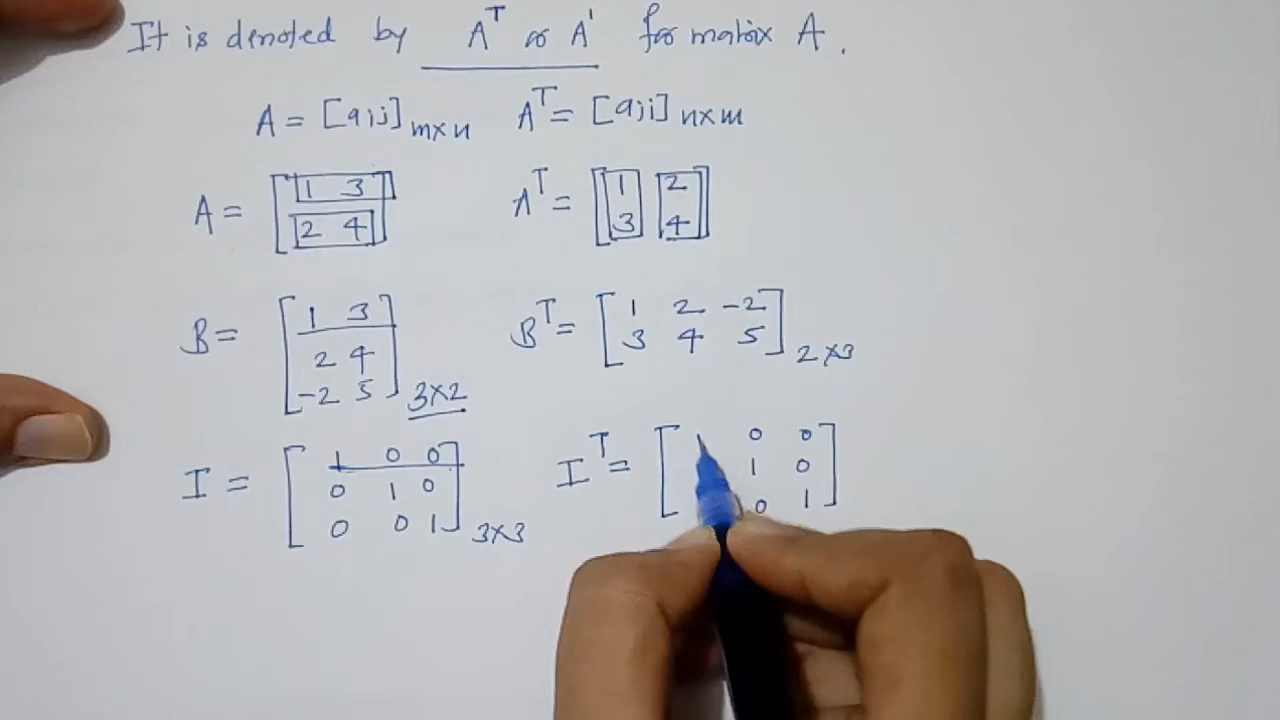 It is denoted by A^T or A' for matrix A.
A = [aij] m×n A^T = [aji] n×m
A = [1 3 A^T = [1 2
2 4] 3 4]
B = [1 3 B^T = [1 2 -2
2 4 3 4 5] 2×3
-2 5] 3×2
I = [1 0 0 I^T = [ 0 0
0 1 0 1 0
0 0 1] 3×3 0 1]